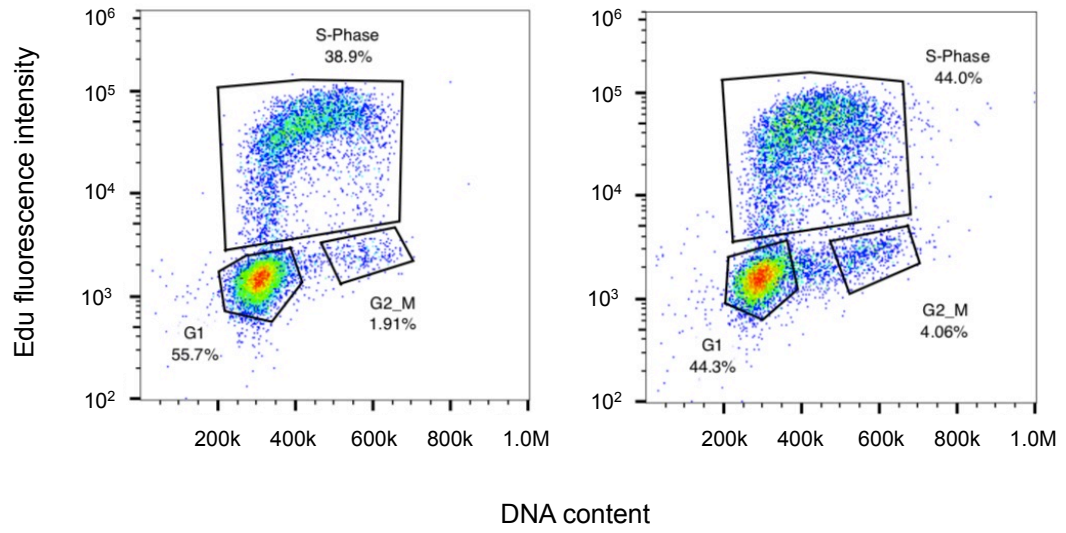 Edu fluorescence intensity
10⁶
10⁵
10⁴
10³
10²
S-Phase
38.9%
G2_M
1.91%
G1
55.7%
200k 400k 600k 800k 1.0M
10⁶
10⁵
10⁴
10³
10²
S-Phase
44.0%
G2_M
4.06%
G1
44.3%
200k 400k 600k 800k 1.0M
DNA content